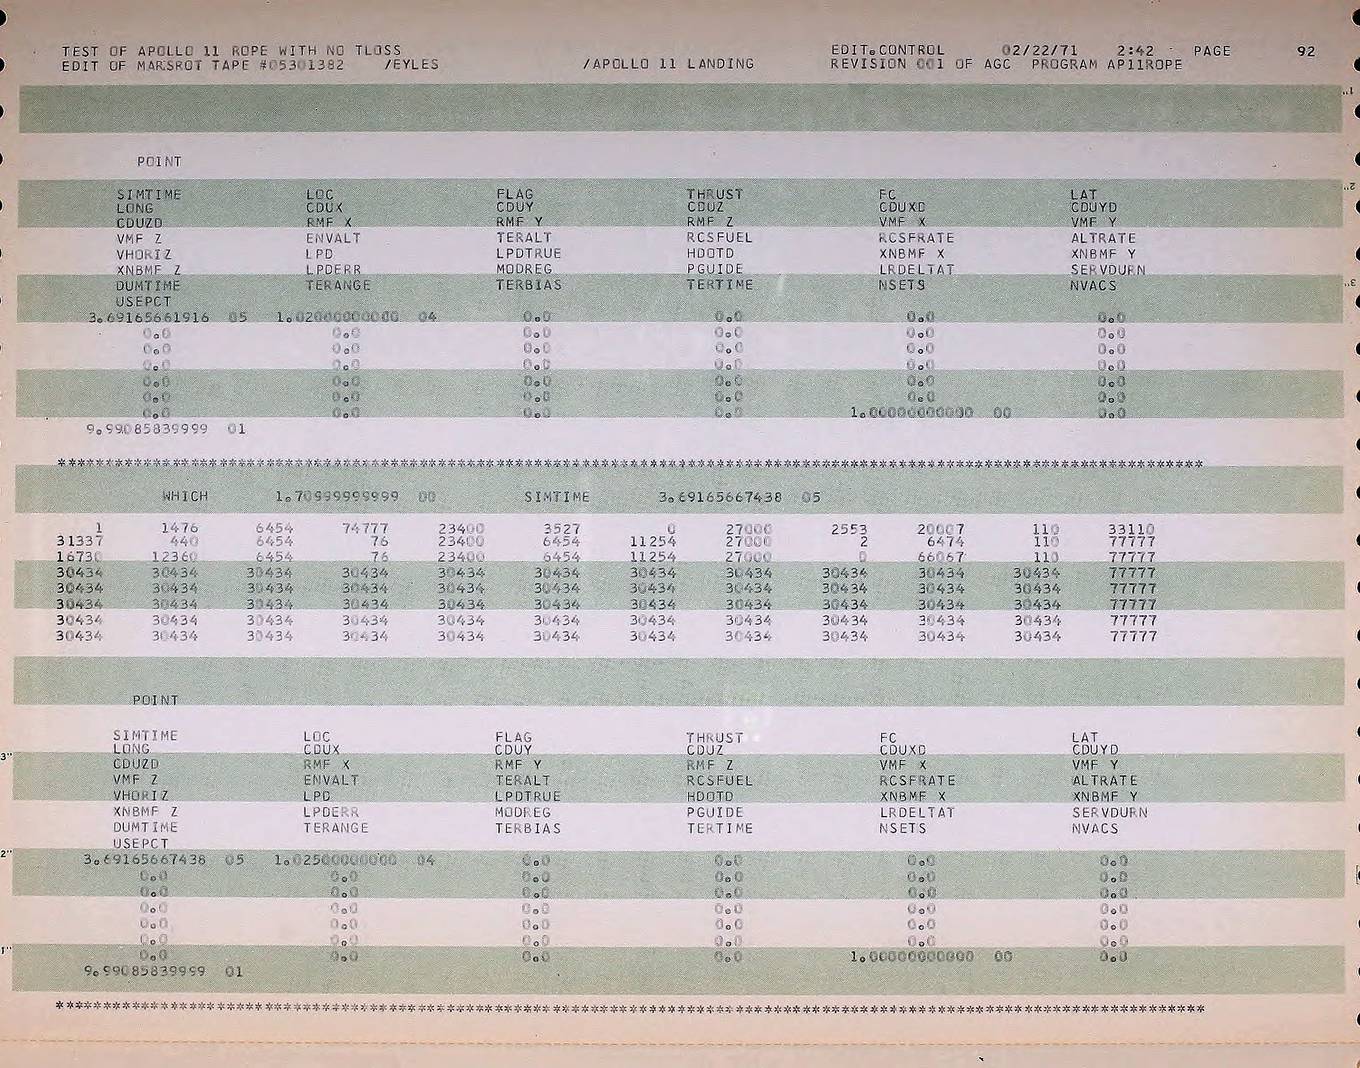 TEST OF APOLLO 11 ROPE WITH NO TLOSS EDIT.CONTROL 02/22/71 2:42 PAGE 92
EDIT OF MARSROT TAPE #05301382 /EYLES /APOLLO 11 LANDING REVISION 001 OF AGC PROGRAM AP11ROPE
POINT
SIMTIME LOC FLAG THRUST FC LAT
LONG CDUX CDUY CDUZ CDUXD CDUYD
CDUZD RMF X RMF Y RMF Z VMF X VMF Y
VMF Z ENVALT TERALT RCSFUEL RCSFRATE ALTRATE
VHORIZ LPD LPDTRUE HDOTD XNBMF X XNBMF Y
XNBMF Z LPDERR MODREG PGUIDE LRDELTAT SERVDURN
DUMTIME TERANGE TERBIAS TERTIME NSETS NVACS
USEPCT
3.69165661916 05 1.02000000000 04 0.0 0.0 0.0 0.0
0.0 0.0 0.0 0.0 0.0 0.0
0.0 0.0 0.0 0.0 0.0 0.0
0.0 0.0 0.0 0.0 0.0 0.0
0.0 0.0 0.0 0.0 0.0 0.0
0.0 0.0 0.0 0.0 0.0 0.0
0.0 0.0 0.0 0.0 1.00000000000 00 0.0
9.99085839999 01
WHICH 1.70999999999 00 SIMTIME 3.69165667438 05
1 1476 6454 74777 23400 3527 0 27000 2553 20007 110 33110
31337 440 6454 76 23400 6454 11254 27000 2 6474 110 77777
16730 12360 6454 76 23400 6454 11254 27000 0 66067 110 77777
30434 30434 30434 30434 30434 30434 30434 30434 30434 30434 30434 77777
30434 30434 30434 30434 30434 30434 30434 30434 30434 30434 30434 77777
30434 30434 30434 30434 30434 30434 30434 30434 30434 30434 30434 77777
30434 30434 30434 30434 30434 30434 30434 30434 30434 30434 30434 77777
30434 30434 30434 30434 30434 30434 30434 30434 30434 30434 30434 77777
POINT
SIMTIME LOC FLAG THRUST FC LAT
LONG CDUX CDUY CDUZ CDUXD CDUYD
CDUZD RMF X RMF Y RMF Z VMF X VMF Y
VMF Z ENVALT TERALT RCSFUEL RCSFRATE ALTRATE
VHORIZ LPD LPDTRUE HDOTD XNBMF X XNBMF Y
XNBMF Z LPDERR MODREG PGUIDE LRDELTAT SERVDURN
DUMTIME TERANGE TERBIAS TERTIME NSETS NVACS
USEPCT
3.69165667438 05 1.02500000000 04 0.0 0.0 0.0 0.0
0.0 0.0 0.0 0.0 0.0 0.0
0.0 0.0 0.0 0.0 0.0 0.0
0.0 0.0 0.0 0.0 0.0 0.0
0.0 0.0 0.0 0.0 0.0 0.0
0.0 0.0 0.0 0.0 0.0 0.0
0.0 0.0 0.0 0.0 1.00000000000 00 0.0
9.99085839999 01